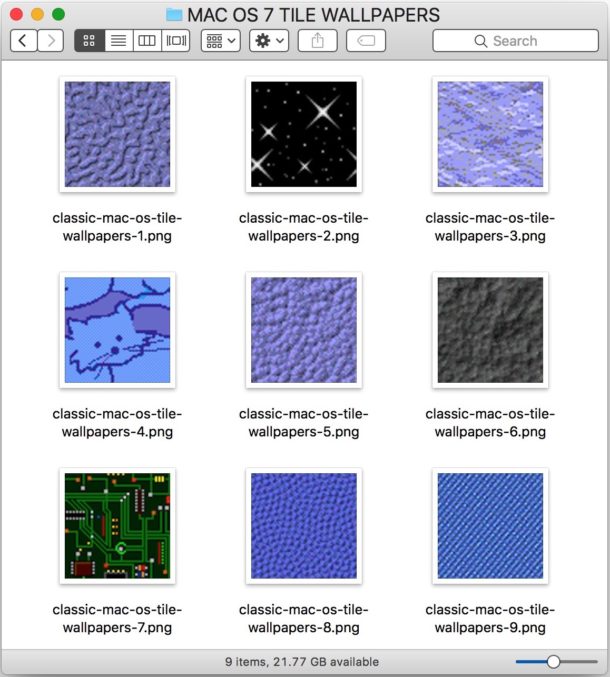 MAC OS 7 TILE WALLPAPERS
Search
classic-mac-os-tile-
wallpapers-1.png
classic-mac-os-tile-
wallpapers-2.png
classic-mac-os-tile-
wallpapers-3.png
classic-mac-os-tile-
wallpapers-4.png
classic-mac-os-tile-
wallpapers-5.png
classic-mac-os-tile-
wallpapers-6.png
classic-mac-os-tile-
wallpapers-7.png
classic-mac-os-tile-
wallpapers-8.png
classic-mac-os-tile-
wallpapers-9.png
9 items, 21.77 GB available